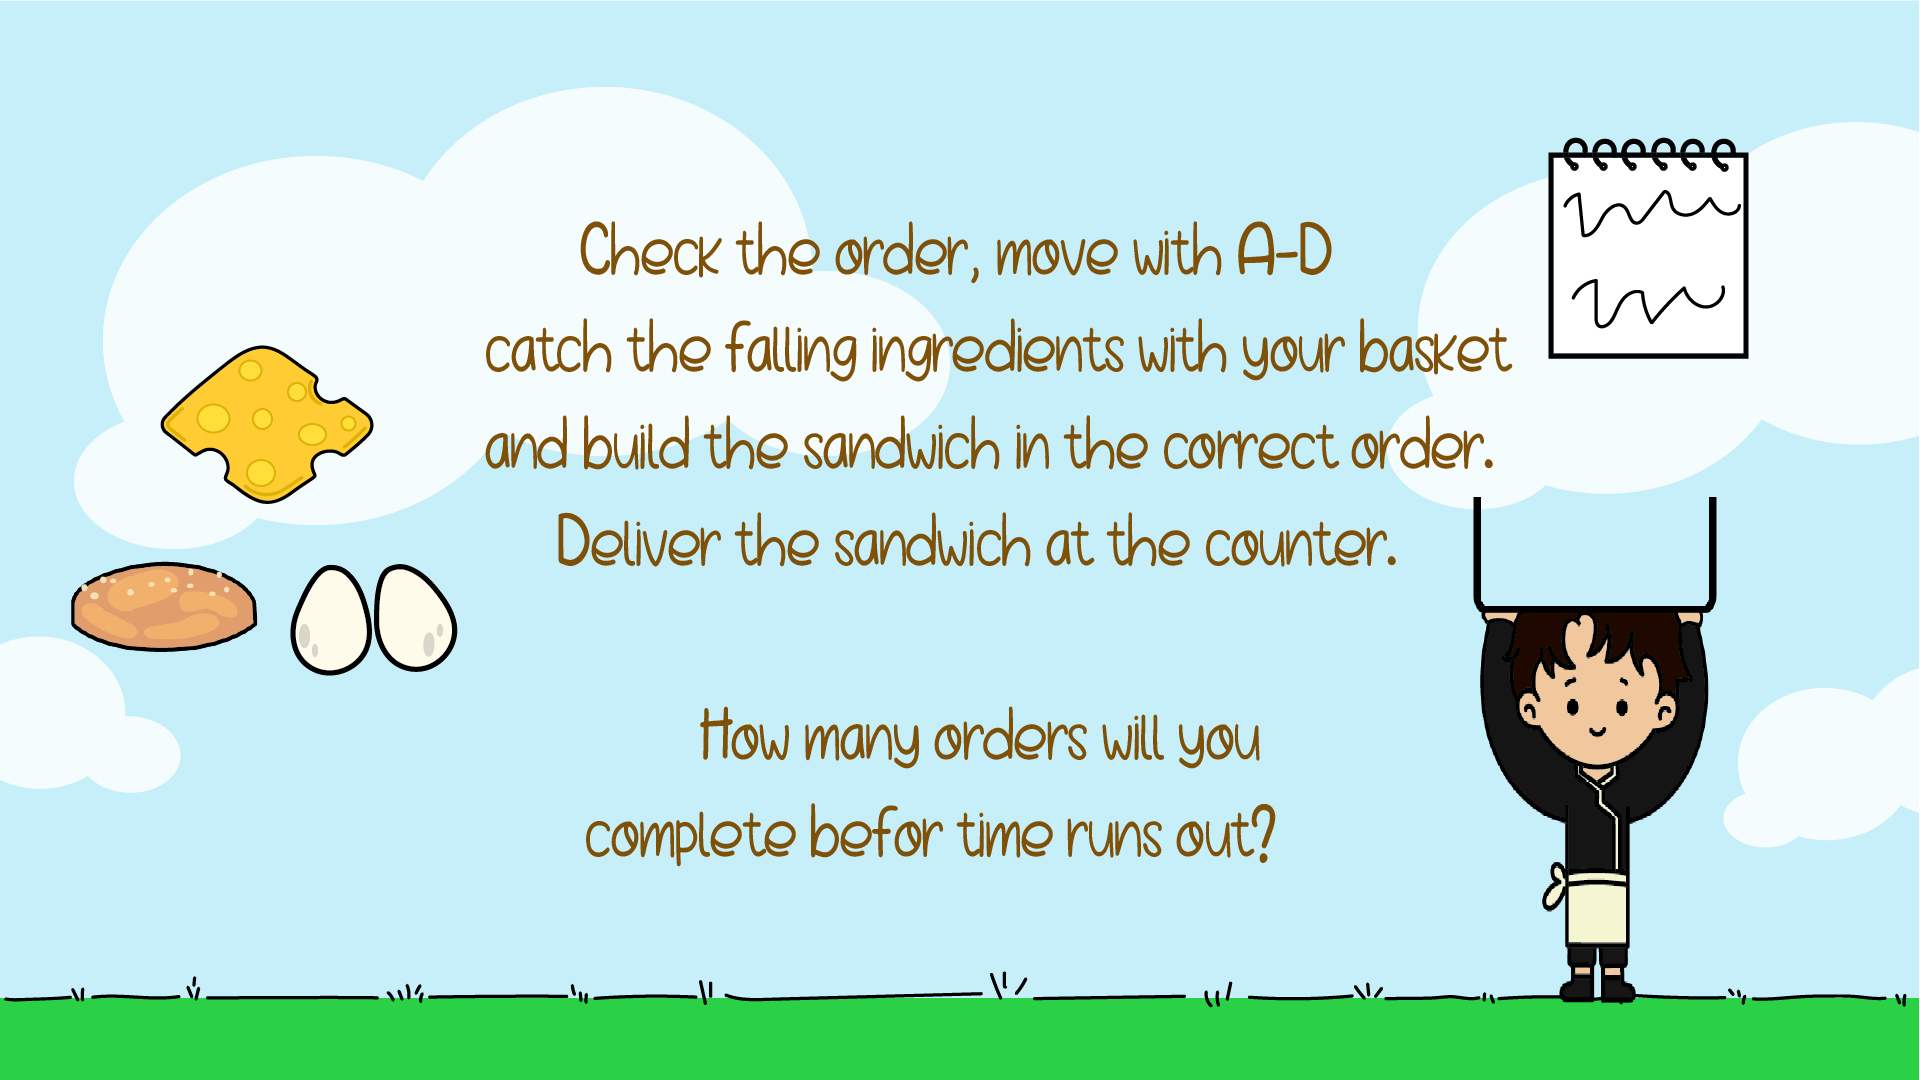 Check the order, move with A-D
catch the falling ingredients with your basket
and build the sandwich in the correct order.
Deliver the sandwich at the counter.
How many orders will you
complete befor time runs out?